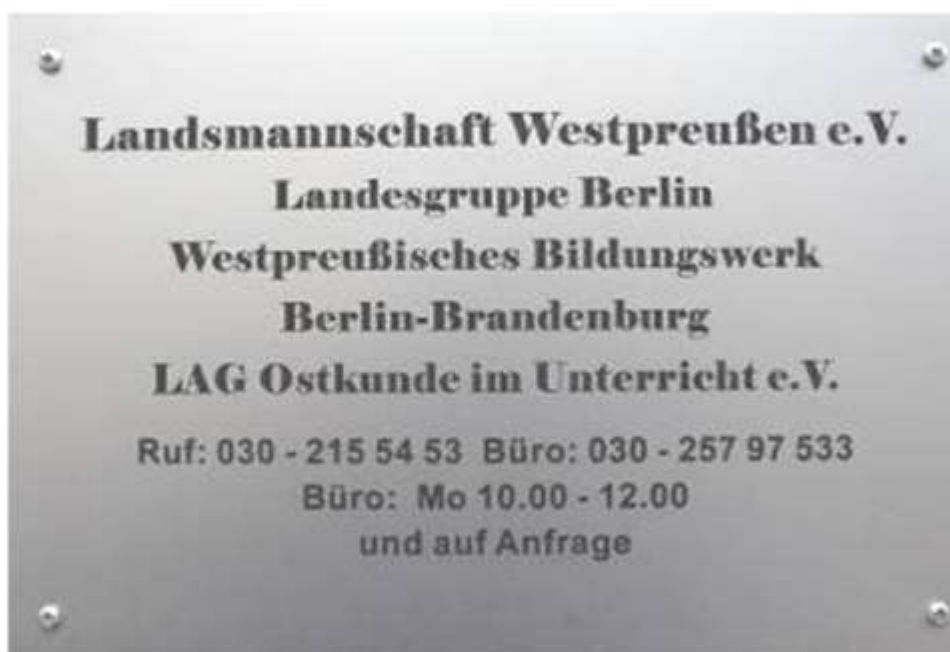 Landsmannschaft Westpreußen e.V.
Landesgruppe Berlin
Westpreußisches Bildungswerk
Berlin-Brandenburg
LAG Ostkunde im Unterricht e.V.
Ruf: 030 - 215 54 53 Büro: 030 - 257 97 533
Büro: Mo 10.00 - 12.00
und auf Anfrage